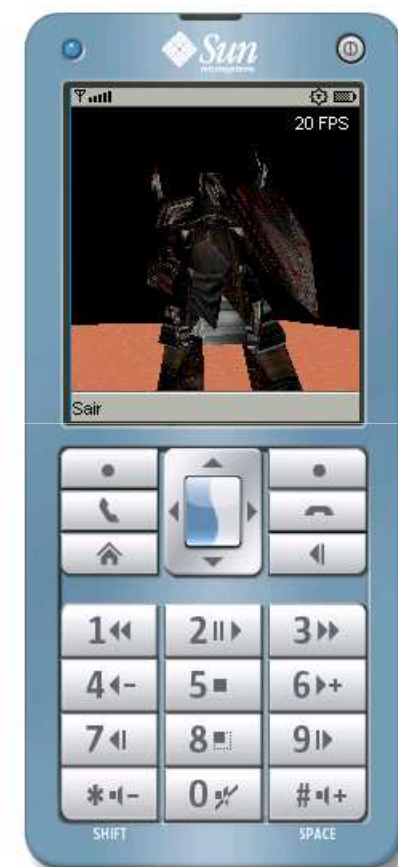 Sun
microsystems
20 FPS
Sair
1 2 3
4 - 5 6 +
7 8 9
* - 0 # +
SHIFT SPACE